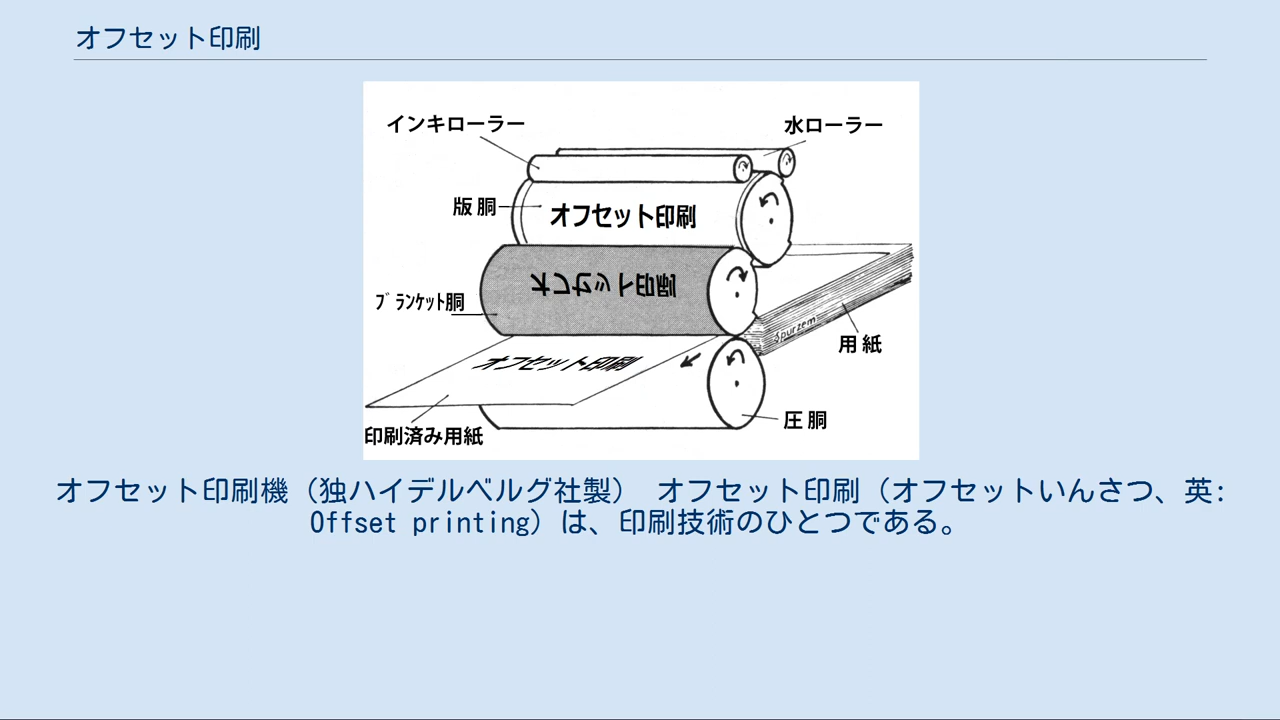 オフセット印刷
インキローラー
水ローラー
版胴
オフセット印刷
オフセット印刷
ブランケット胴
Spurzem
用紙
オフセット印刷
圧胴
印刷済み用紙
オフセット印刷機（独ハイデルベルグ社製） オフセット印刷（オフセットいんさつ、英:
Offset printing）は、印刷技術のひとつである。